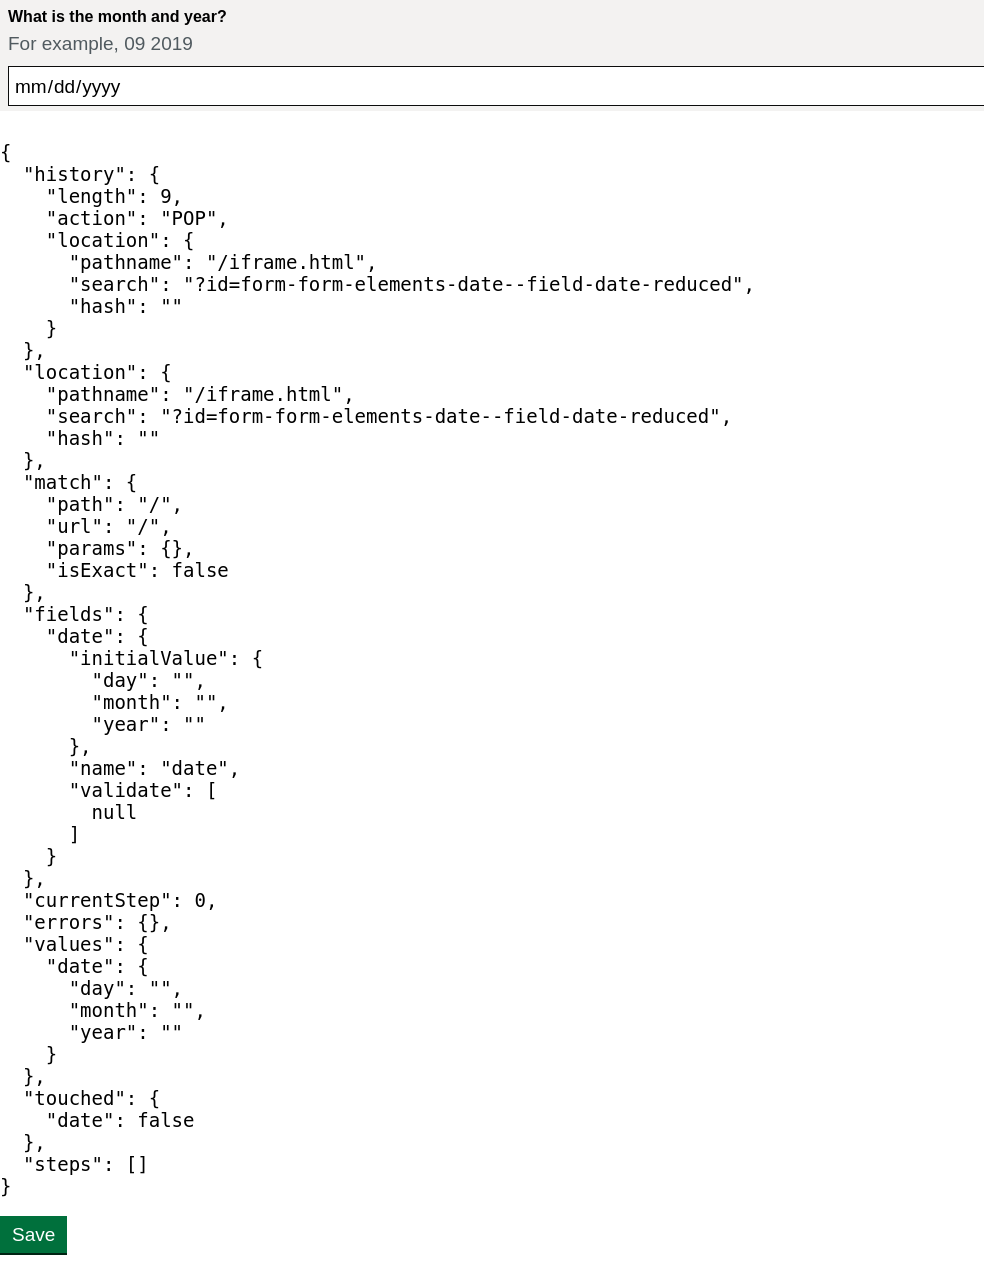 What is the month and year?
For example, 09 2019
mm/dd/yyyy
{
  "history": {
    "length": 9,
    "action": "POP",
    "location": {
      "pathname": "/iframe.html",
      "search": "?id=form-form-elements-date--field-date-reduced",
      "hash": ""
    }
  },
  "location": {
    "pathname": "/iframe.html",
    "search": "?id=form-form-elements-date--field-date-reduced",
    "hash": ""
  },
  "match": {
    "path": "/",
    "url": "/",
    "params": {},
    "isExact": false
  },
  "fields": {
    "date": {
      "initialValue": {
        "day": "",
        "month": "",
        "year": ""
      },
      "name": "date",
      "validate": [
        null
      ]
    }
  },
  "currentStep": 0,
  "errors": {},
  "values": {
    "date": {
      "day": "",
      "month": "",
      "year": ""
    }
  },
  "touched": {
    "date": false
  },
  "steps": []
}
Save